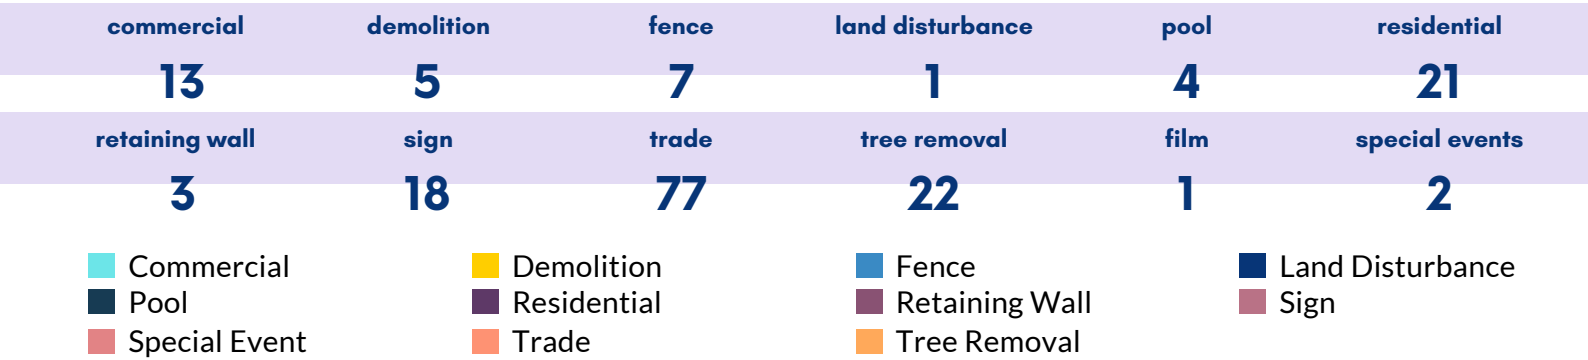 commercial demolition fence land disturbance pool residential
13 5 7 1 4 21
retaining wall sign trade tree removal film special events
3 18 77 22 1 2
Commercial Demolition Fence Land Disturbance
Pool Residential Retaining Wall Sign
Special Event Trade Tree Removal